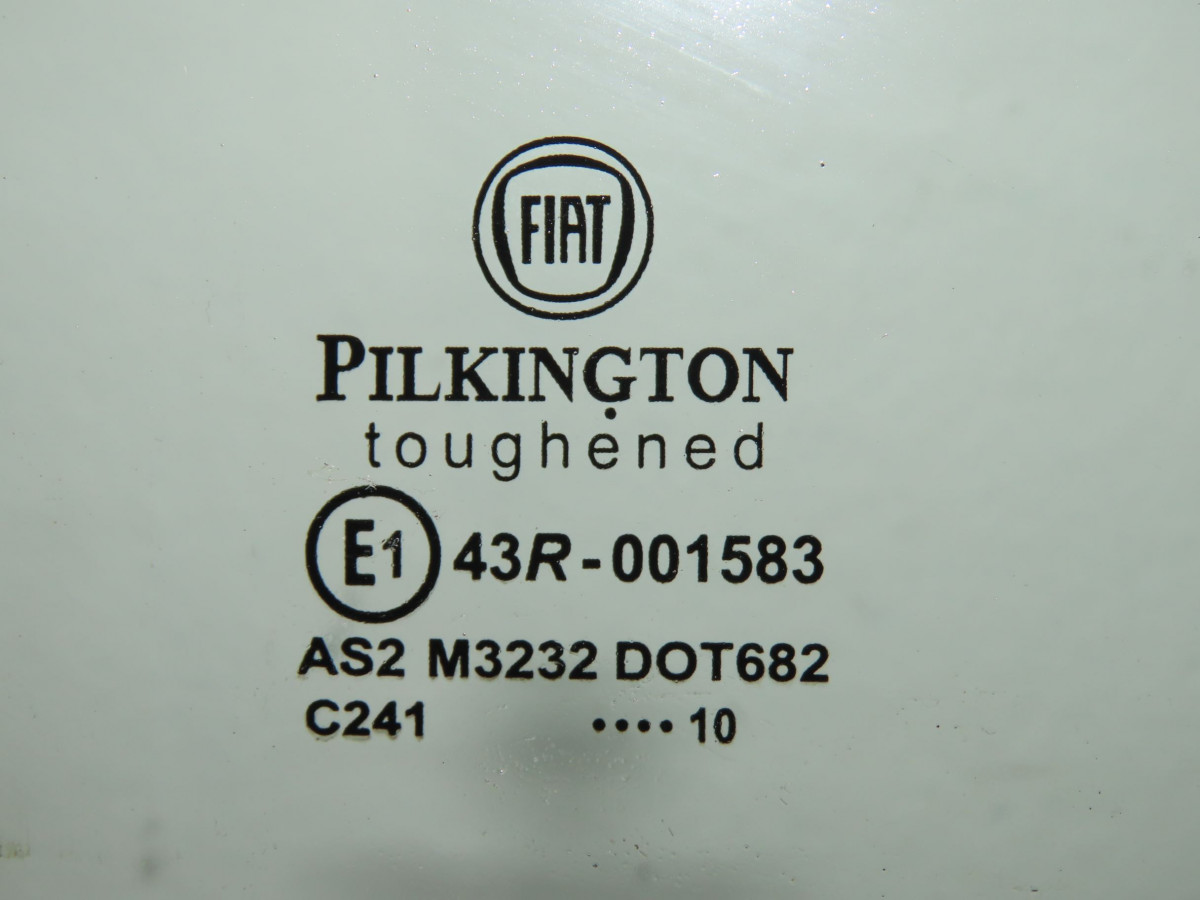 FIAT
PILKINGTON
toughened
E1 43R-001583
AS2 M3232 DOT682
C241 •••• 10